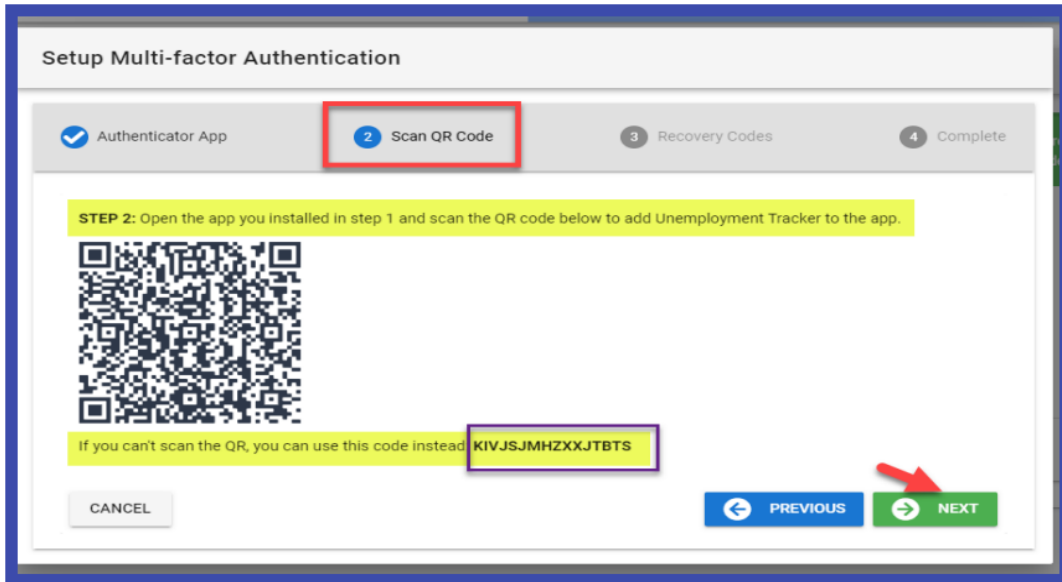 Setup Multi-factor Authentication
Authenticator App
2 Scan QR Code
3 Recovery Codes
4 Complete
STEP 2: Open the app you installed in step 1 and scan the QR code below to add Unemployment Tracker to the app.
If you can't scan the QR, you can use this code instead KIVJSJMHZXXJTBTS
CANCEL
PREVIOUS
NEXT